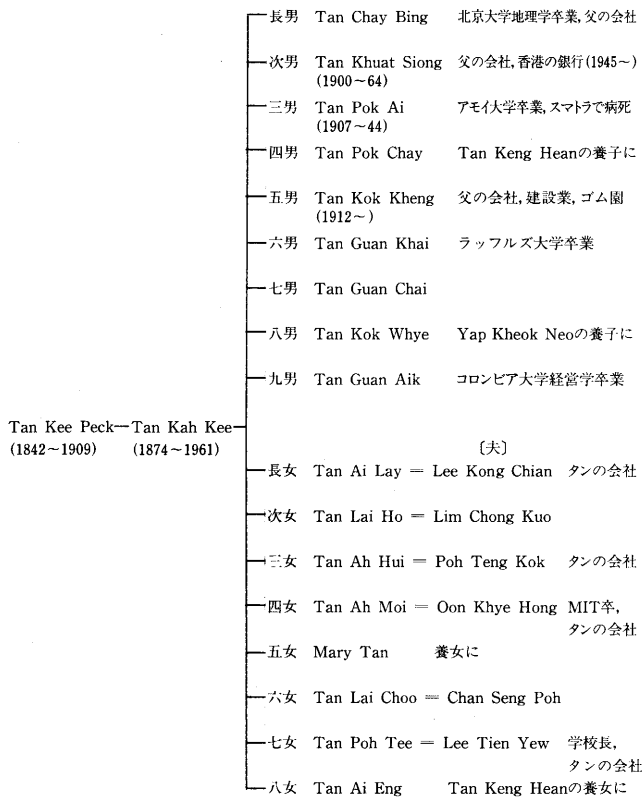 長男 Tan Chay Bing 北京大学地理学卒業,父の会社
次男 Tan Khuat Siong 父の会社,香港の銀行(1945～)
(1900～64)
三男 Tan Pok Ai アモイ大学卒業,スマトラで病死
(1907～44)
四男 Tan Pok Chay Tan Keng Heanの養子に
五男 Tan Kok Kheng 父の会社,建設業,ゴム園
(1912～)
六男 Tan Guan Khai ラッフルズ大学卒業
七男 Tan Guan Chai
八男 Tan Kok Whye Yap Kheok Neoの養子に
九男 Tan Guan Aik コロンビア大学経営学卒業
Tan Kee Peck Tan Kah Kee
(1842～1909) (1874～1961)
〔夫〕
長女 Tan Ai Lay = Lee Kong Chian タンの会社
次女 Tan Lai Ho = Lim Chong Kuo
三女 Tan Ah Hui = Poh Teng Kok タンの会社
四女 Tan Ah Moi = Oon Khye Hong MIT卒,
タンの会社
五女 Mary Tan 養女に
六女 Tan Lai Choo = Chan Seng Poh
七女 Tan Poh Tee = Lee Tien Yew 学校長,
タンの会社
八女 Tan Ai Eng Tan Keng Heanの養女に